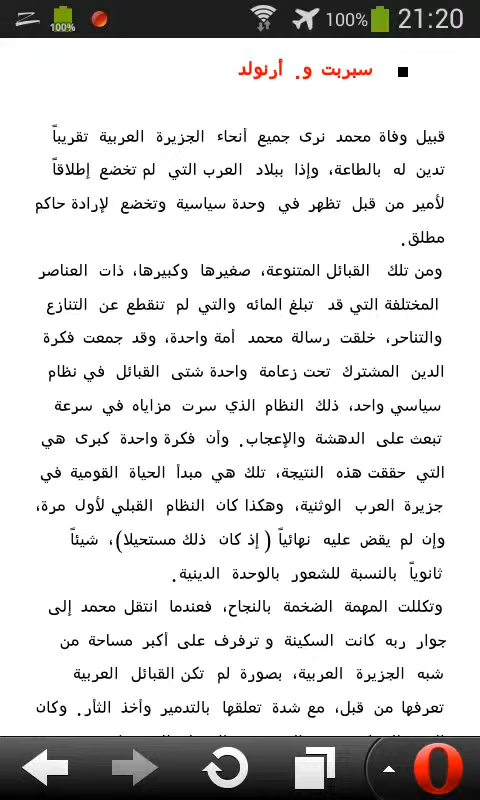 100%
100%
21:20
سبربت و. أرنولد
قبيل وفاة محمد نرى جميع أنحاء الجزيرة العربية تقريباً
تدين له بالطاعة، وإذا ببلاد العرب التي لم تخضع إطلاقاً
لأمير من قبل تظهر في وحدة سياسية وتخضع لإرادة حاكم
مطلق.
ومن تلك القبائل المتنوعة، صغيرها وكبيرها، ذات العناصر
المختلفة التي قد تبلغ المائه والتي لم تنقطع عن التنازع
والتناحر، خلقت رسالة محمد أمة واحدة، وقد جمعت فكرة
الدين المشترك تحت زعامة واحدة شتى القبائل في نظام
سياسي واحد، ذلك النظام الذي سرت مزاياه في سرعة
تبعث على الدهشة والإعجاب. وأن فكرة واحدة كبرى هي
التي حققت هذه النتيجة، تلك هي مبدأ الحياة القومية في
جزيرة العرب الوثنية، وهكذا كان النظام القبلي لأول مرة،
وإن لم يقض عليه نهائياً ( إذ كان ذلك مستحيلا)، شيئاً
ثانوياً بالنسبة للشعور بالوحدة الدينية.
وتكللت المهمة الضخمة بالنجاح، فعندما انتقل محمد إلى
جوار ربه كانت السكينة و ترفرف على أكبر مساحة من
شبه الجزيرة العربية، بصورة لم تكن القبائل العربية
تعرفها من قبل، مع شدة تعلقها بالتدمير وأخذ الثأر. وكان